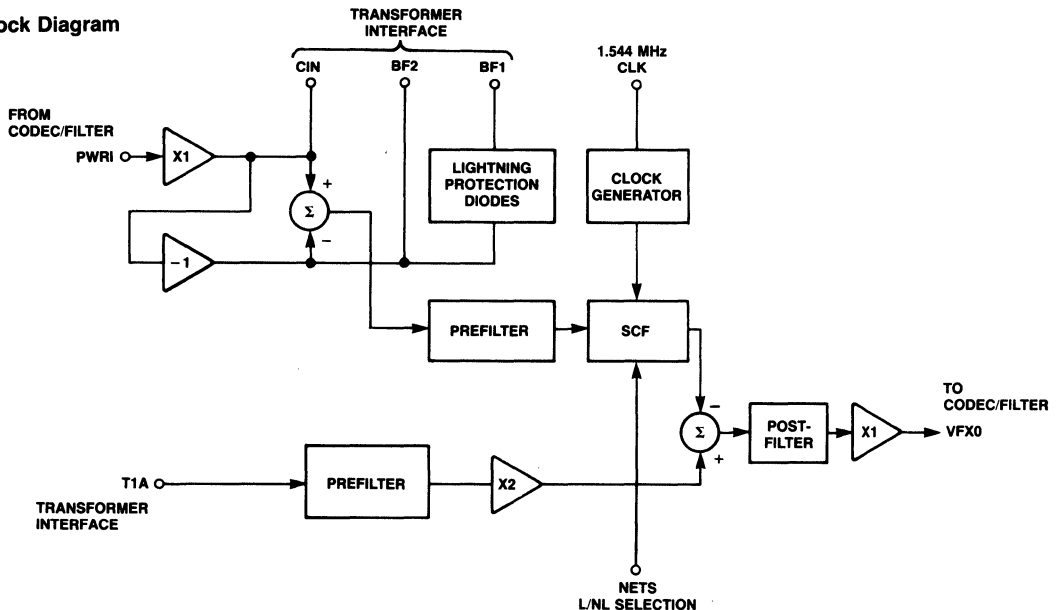 ock Diagram
TRANSFORMER
INTERFACE
CIN
BF2
BF1
1.544 MHz
CLK
FROM
CODEC/FILTER
PWRI
X1
+
Σ
−
−1
LIGHTNING
PROTECTION
DIODES
CLOCK
GENERATOR
PREFILTER
SCF
−
Σ
+
POST-
FILTER
X1
TO
CODEC/FILTER
VFX0
T1A
TRANSFORMER
INTERFACE
PREFILTER
X2
NETS
L/NL SELECTION